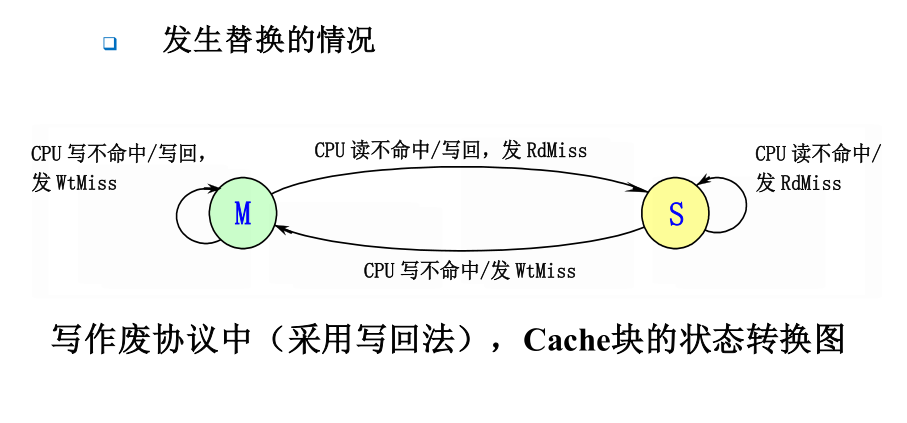 发生替换的情况
CPU 写不命中/写回，
发 WtMiss
CPU 读不命中/写回，发 RdMiss
CPU 读不命中/
发 RdMiss
M
S
CPU 写不命中/发 WtMiss
写作废协议中（采用写回法），Cache块的状态转换图